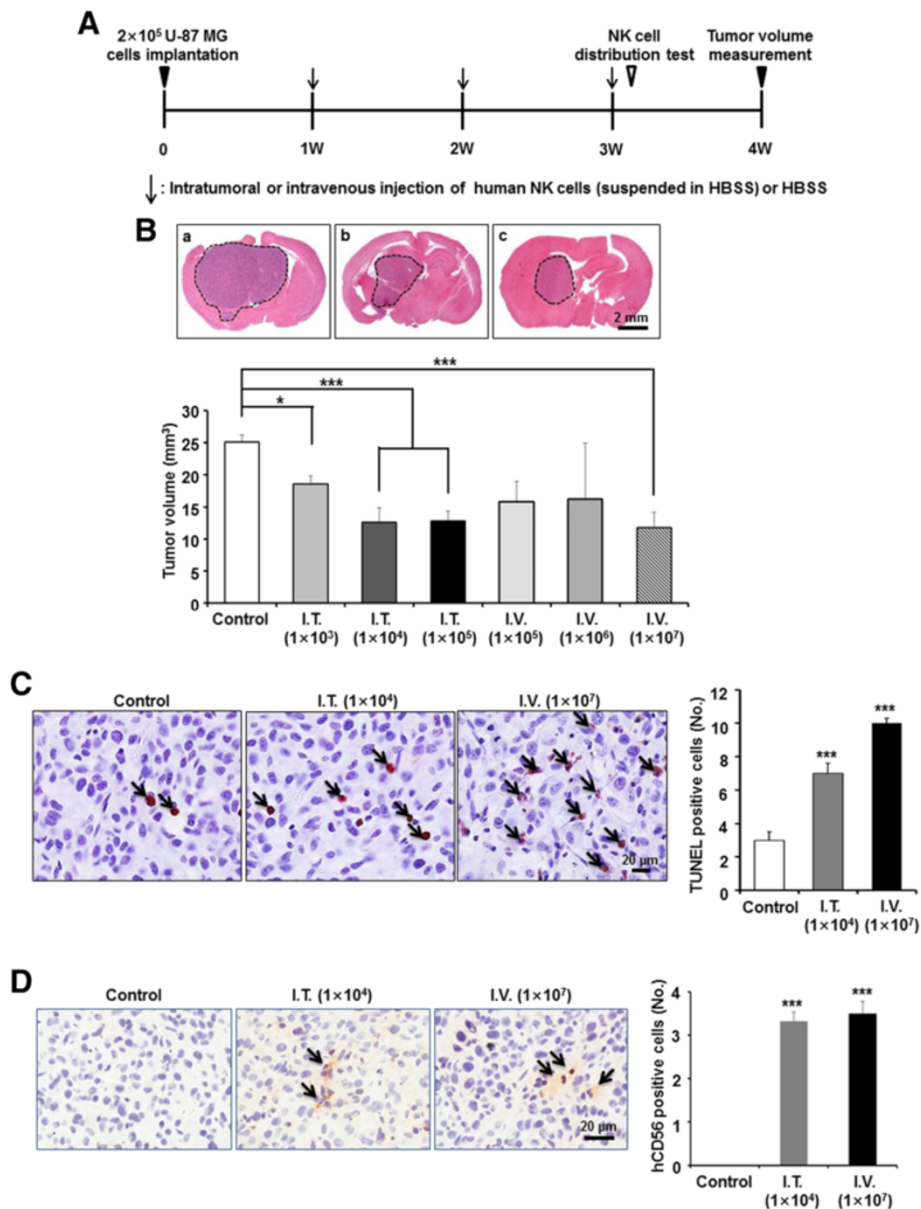 A
2×10⁵ U-87 MG
cells implantation
NK cell
distribution test
Tumor volume
measurement
0
1W
2W
3W
4W
: Intratumoral or intravenous injection of human NK cells (suspended in HBSS) or HBSS
B
a
b
c
2 mm
***
***
*
Tumor volume (mm³)
30
25
20
15
10
5
0
Control
I.T.
(1×10³)
I.T.
(1×10⁴)
I.T.
(1×10⁵)
I.V.
(1×10⁵)
I.V.
(1×10⁶)
I.V.
(1×10⁷)
C
Control
I.T. (1×10⁴)
I.V. (1×10⁷)
20 µm
TUNEL positive cells (No.)
12
10
8
6
4
2
0
***
***
Control
I.T.
(1×10⁴)
I.V.
(1×10⁷)
D
Control
I.T. (1×10⁴)
I.V. (1×10⁷)
20 µm
hCD56 positive cells (No.)
4
3
2
1
0
***
***
Control
I.T.
(1×10⁴)
I.V.
(1×10⁷)